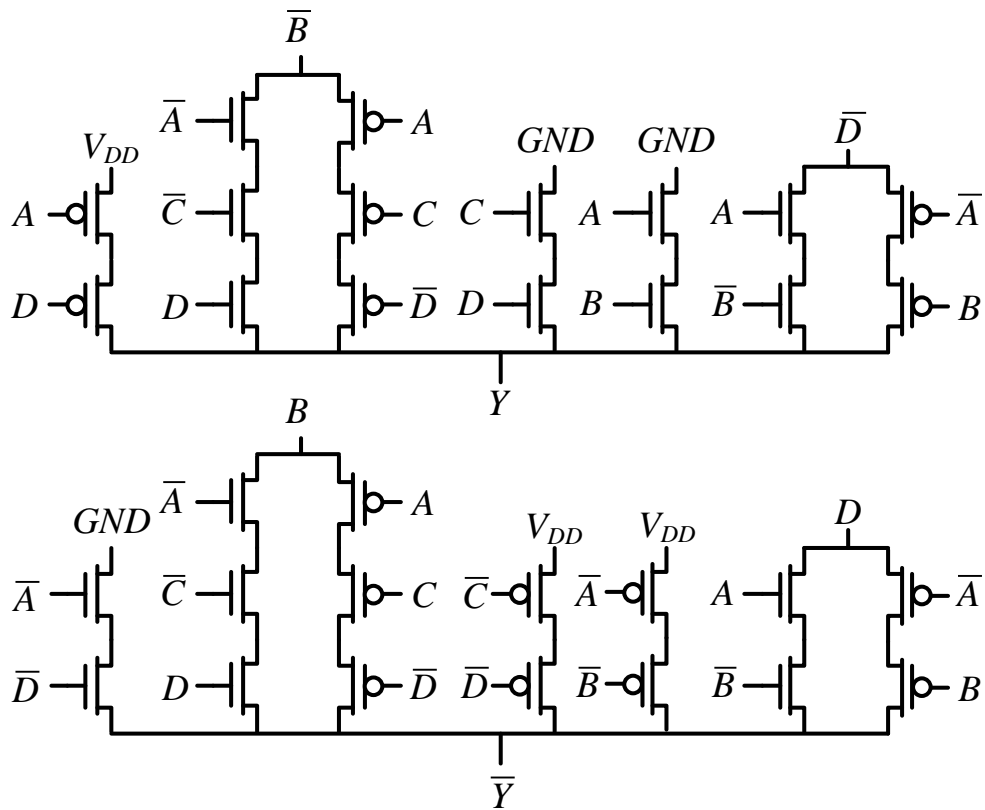 B̅
A̅ A
V_DD GND GND D̅
A C̅ C C A A A̅
D D D̅ D B B̅ B
Y
B
A̅ A
GND V_DD V_DD D
A̅ C̅ C C̅ A̅ A A̅
D̅ D D̅ D̅ B̅ B̅ B
Y̅